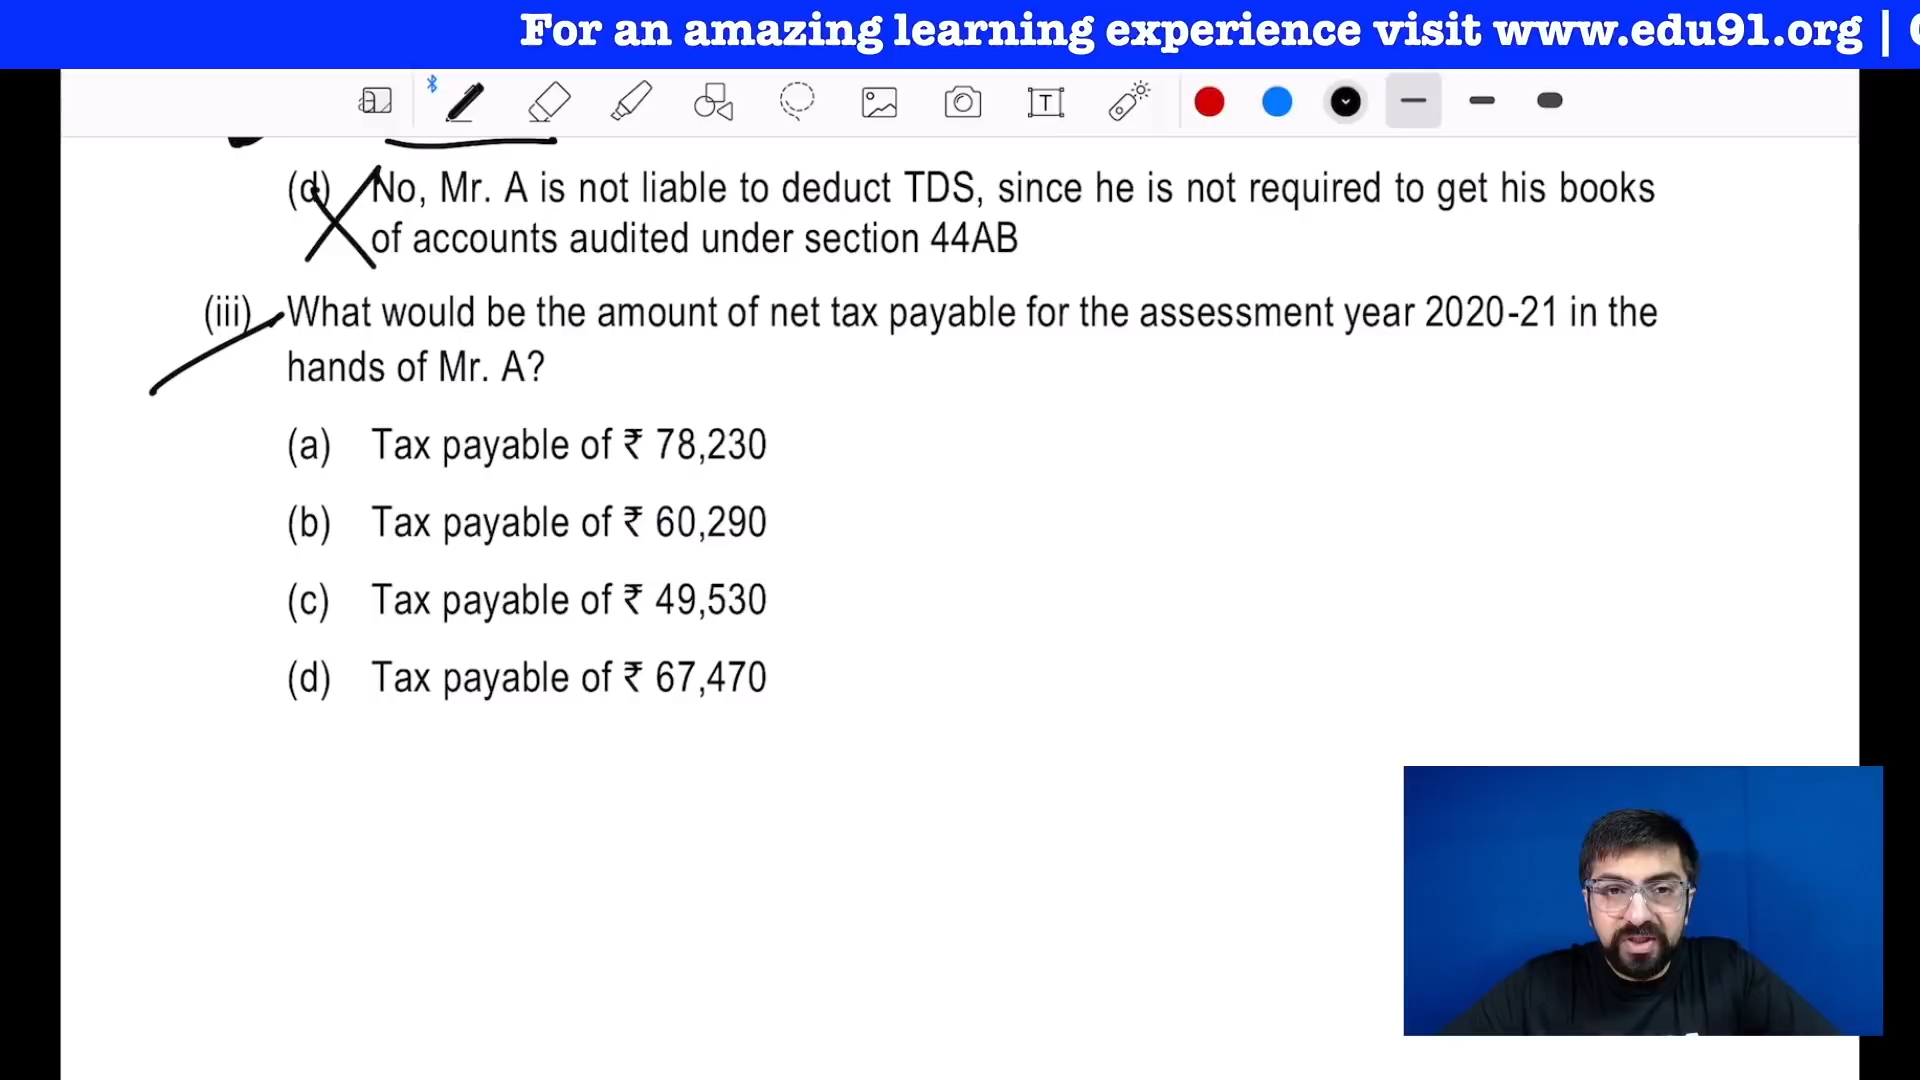 For an amazing learning experience visit www.edu91.org |
(d) No, Mr. A is not liable to deduct TDS, since he is not required to get his books
of accounts audited under section 44AB
(iii) What would be the amount of net tax payable for the assessment year 2020-21 in the
hands of Mr. A?
(a) Tax payable of ₹ 78,230
(b) Tax payable of ₹ 60,290
(c) Tax payable of ₹ 49,530
(d) Tax payable of ₹ 67,470